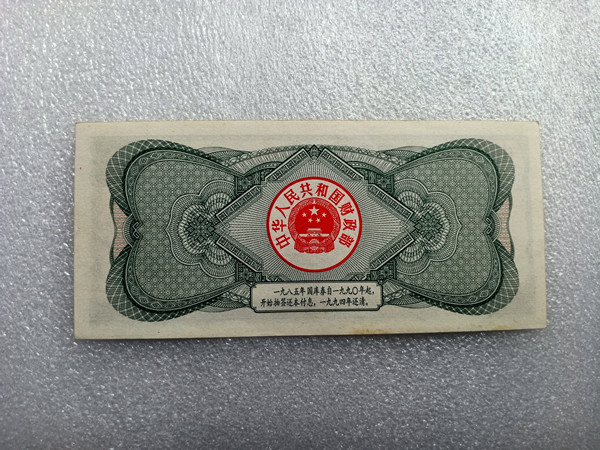 中华人民共和国财政部
一九八五年国库券自一九九〇年起，
开始抽签还本付息，一九九四年还清。